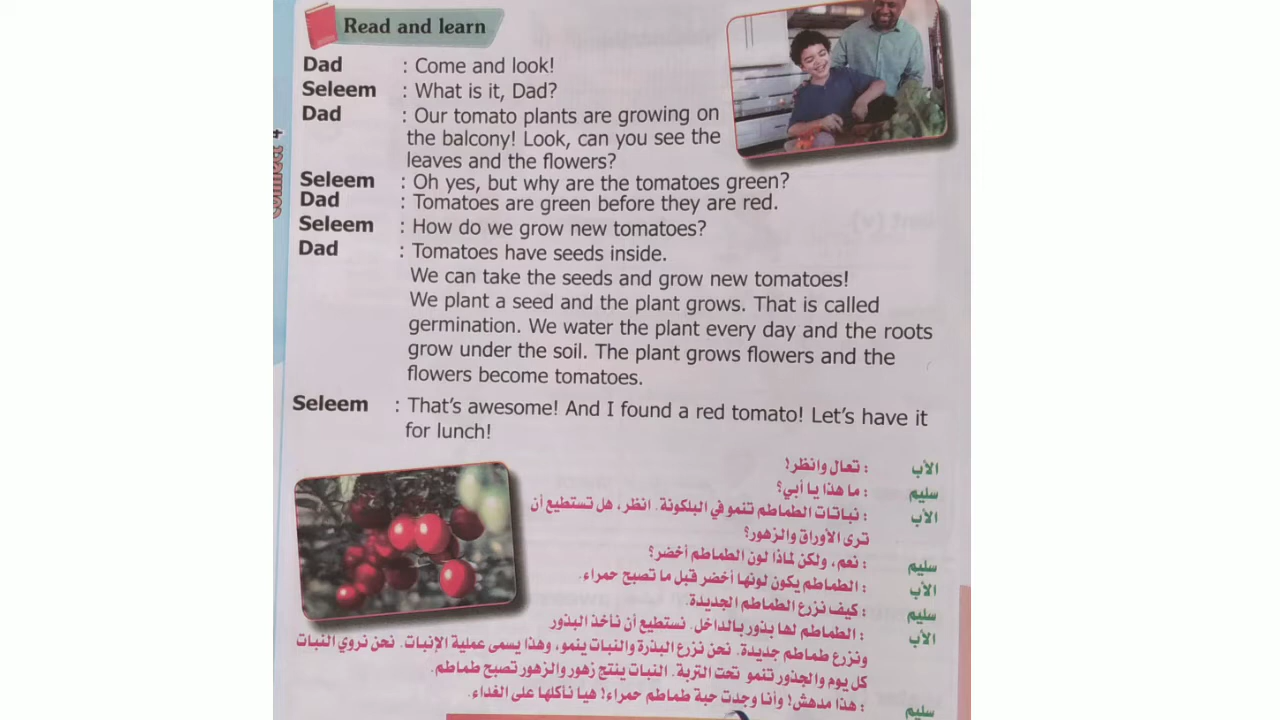 Read and learn
Dad : Come and look!
Seleem : What is it, Dad?
Dad : Our tomato plants are growing on
the balcony! Look, can you see the
leaves and the flowers?
Seleem : Oh yes, but why are the tomatoes green?
Dad : Tomatoes are green before they are red.
Seleem : How do we grow new tomatoes?
Dad : Tomatoes have seeds inside.
We can take the seeds and grow new tomatoes!
We plant a seed and the plant grows. That is called
germination. We water the plant every day and the roots
grow under the soil. The plant grows flowers and the
flowers become tomatoes.
Seleem : That's awesome! And I found a red tomato! Let's have it
for lunch!
الأب : تعال وانظر!
سليم : ما هذا يا أبي؟
الأب : نباتات الطماطم تنمو في البلكونة. انظر، هل تستطيع أن
ترى الأوراق والزهور؟
سليم : نعم، ولكن لماذا لون الطماطم أخضر؟
الأب : الطماطم يكون لونها أخضر قبل ما تصبح حمراء.
سليم : كيف نزرع الطماطم الجديدة.
الأب : الطماطم لها بذور بالداخل. نستطيع أن نأخذ البذور
ونزرع طماطم جديدة. نحن نزرع البذرة والنبات ينمو، وهذا يسمى عملية الإنبات. نحن نروي النبات
كل يوم والجذور تنمو تحت التربة. النبات ينتج زهور والزهور تصبح طماطم.
سليم : هذا مدهش! وأنا وجدت حبة طماطم حمراء! هيا نأكلها على الغداء.
Connect 4